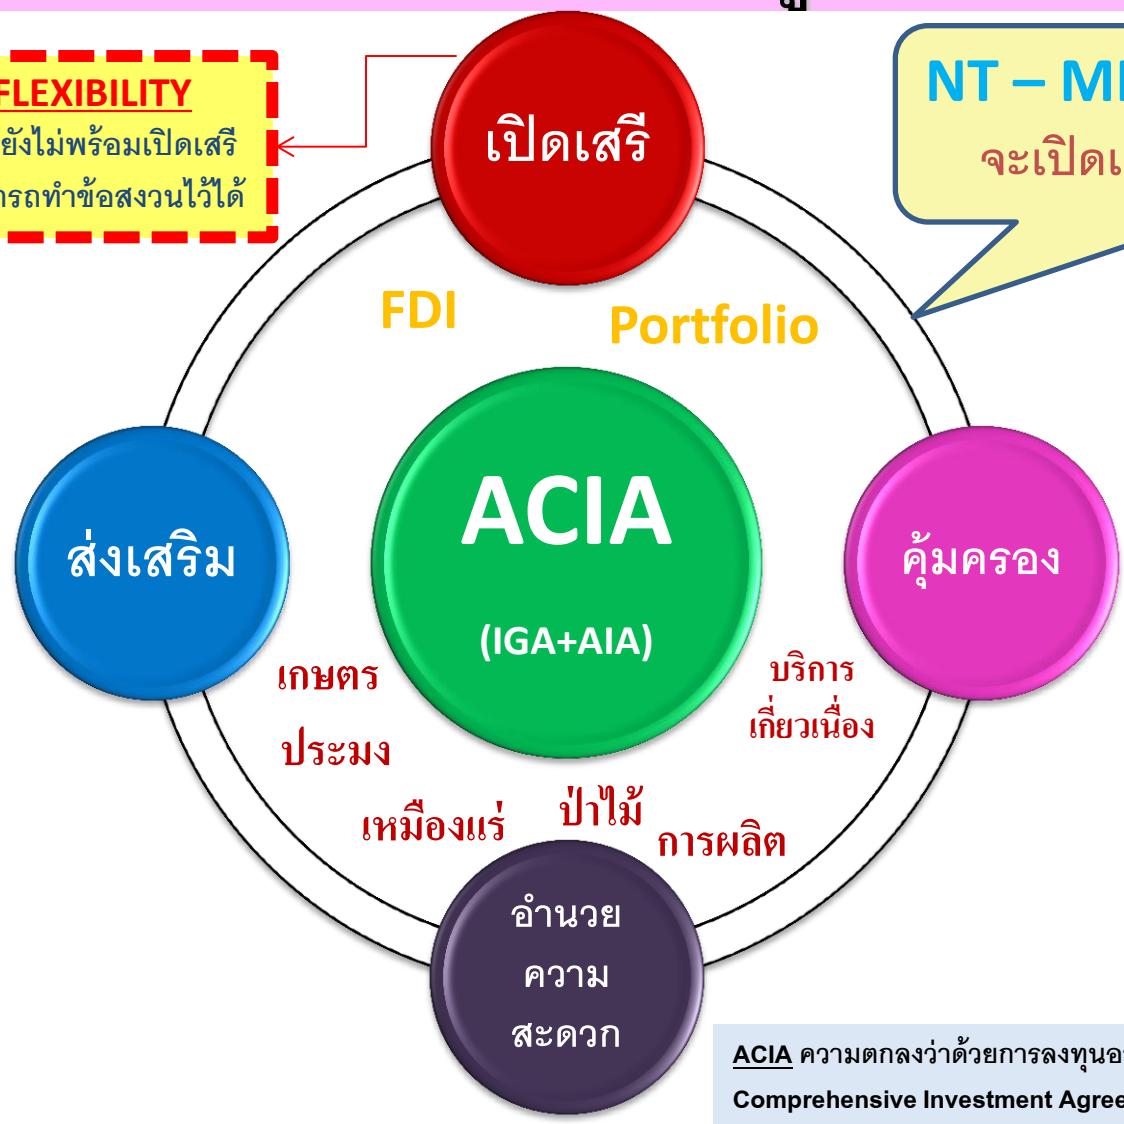 FLEXIBILITY
ยังไม่พร้อมเปิดเสรี
ารถทำข้อสงวนไว้ได้
เปิดเสรี
NT – M
จะเปิดเ
FDI
Portfolio
ส่งเสริม
ACIA
(IGA+AIA)
คุ้มครอง
เกษตร
ประมง
เหมืองแร่
ป่าไม้
การผลิต
บริการ
เกี่ยวเนื่อง
อำนวย
ความ
สะดวก
ACIA ความตกลงว่าด้วยการลงทุนอ
Comprehensive Investment Agree